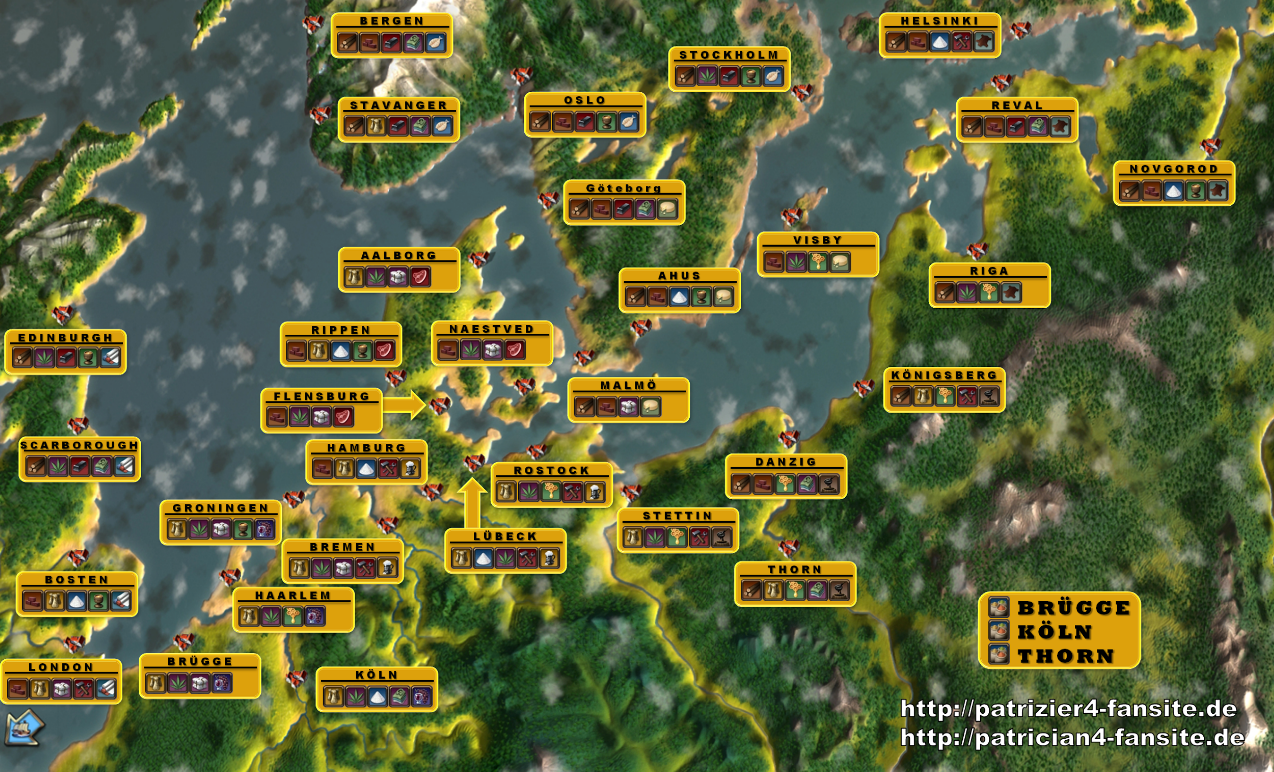 BERGEN
HELSINKI
STOCKHOLM
STAVANGER
OSLO
REVAL
NOVGOROD
Göteborg
VISBY
AALBORG
AHUS
RIGA
EDINBURGH
RIPPEN
NAESTVED
MALMÖ
KÖNIGSBERG
FLENSBURG
SCARBOROUGH
HAMBURG
ROSTOCK
DANZIG
GRONINGEN
STETTIN
LÜBECK
BREMEN
THORN
BOSTEN
HAARLEM
BRÜGGE
KÖLN
THORN
LONDON
BRÜGGE
KÖLN
http://patrizier4-fansite.de
http://patrician4-fansite.de